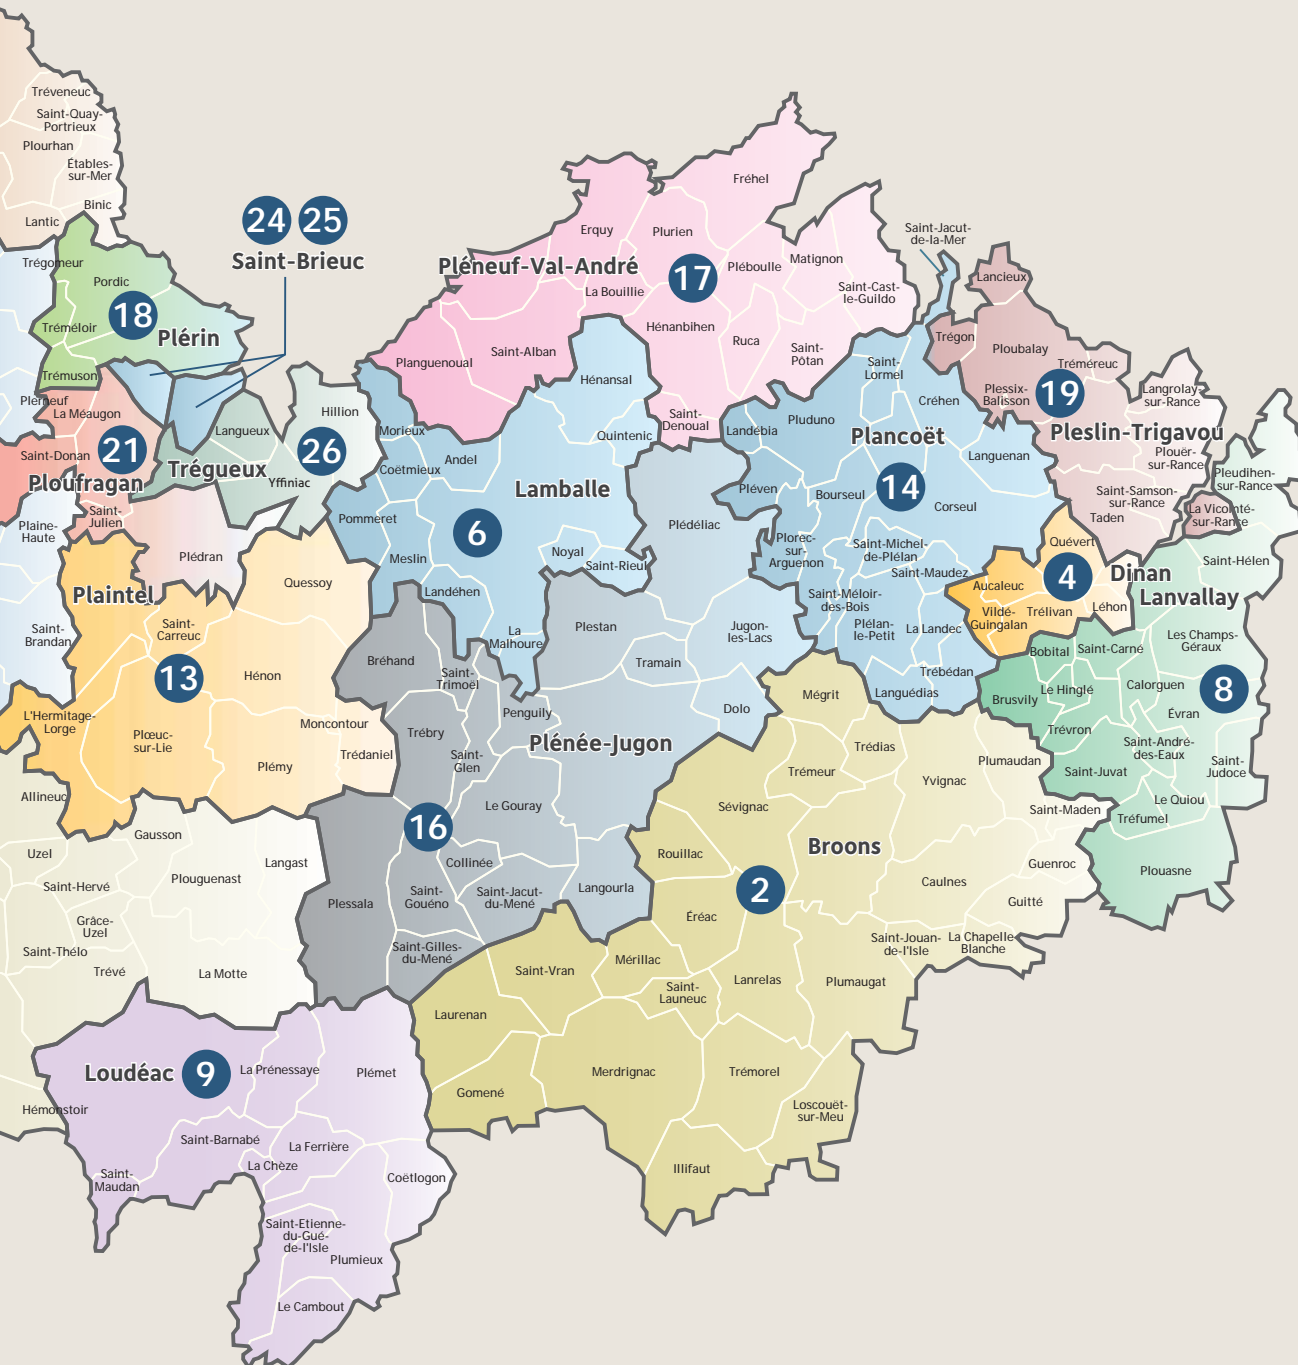 Tréveneuc
Saint-Quay-
Portrieux
Plourhan
Étables-
sur-Mer
Binic
Lantic
24
25
Saint-Brieuc
Trégomeur
Pordic
18
Plérin
Tréméloir
Trémuson
Plerneuf
La Méaugon
Saint-Donan
21
Ploufragan
Saint-
Julien
Plaine-
Haute
Saint-
Brandan
Langueux
Trégueux
Hillion
26
Yffiniac
Plédran
Pléneuf-Val-André
Erquy
Plurien
Fréhel
17
Pléboulle
Matignon
La Bouillie
Saint-Cast-
le-Guildo
Hénanbihen
Ruca
Saint-
Pôtan
Planguenoual
Saint-Alban
Saint-
Denoual
Hénansal
Quintenic
Morieux
Coëtmieux
Andel
Lamballe
6
Pommeret
Meslin
Noyal
Saint-Rieul
Landéhen
La
Malhoure
Saint-Jacut-
de-la-Mer
Saint-
Lormel
Créhen
Pluduno
Landébia
Plancoët
Languenan
Pléven
Bourseul
14
Corseul
Plorec-
sur-
Arguenon
Saint-Michel-
de-Plélan
Saint-Maudez
Saint-Méloir-
des-Bois
Plélan-
le-Petit
La Landec
Trébédan
Languédias
Lancieux
Trégon
Ploubalay
Tréméreuc
Plessix-
Balisson
19
Langrolay-
sur-Rance
Pleslin-Trigavou
Plouër-
sur-Rance
Saint-Samson-
sur-Rance
Taden
La Vicomté-
sur-Rance
Pleudihen-
sur-Rance
Saint-Hélen
Quévert
4
Dinan
Aucaleuc
Vildé-
Guingalan
Trélivan
Léhon
Lanvallay
Les Champs-
Géraux
Bobital
Saint-Carné
8
Brusvily
Le Hinglé
Calorguen
Évran
Trévron
Saint-André-
des-Eaux
Saint-Juvat
Saint-
Judoce
Le Quiou
Tréfumel
Plouasne
Plaintel
Quessoy
Saint-
Carreuc
13
Hénon
L'Hermitage-
Lorge
Plœuc-
sur-Lie
Moncontour
Trédaniel
Plémy
Allineuc
Plédéliac
Plestan
Jugon-
les-Lacs
Tramain
Dolo
Bréhand
Saint-
Trimoël
Penguily
Trébry
Saint-
Glen
Plénée-Jugon
Le Gouray
16
Collinée
Plessala
Saint-
Gouéno
Saint-Jacut-
du-Mené
Langourla
Saint-Gilles-
du-Mené
Mégrit
Trédias
Trémeur
Plumaudan
Yvignac
Sévignac
Saint-Maden
Broons
Rouillac
2
Guenroc
Caulnes
Guitté
Éréac
Saint-Jouan-
de-l'Isle
La Chapelle
Blanche
Saint-Vran
Mérillac
Saint-
Launeuc
Lanrelas
Plumaugat
Laurenan
Merdrignac
Trémorel
Gomené
Loscouët-
sur-Meu
Illifaut
Uzel
Gausson
Langast
Saint-Hervé
Plouguenast
Grâce-
Uzel
Saint-Thélo
Trévé
La Motte
Loudéac
9
La Prénessaye
Plémet
Hémonstoir
Saint-Barnabé
La Ferrière
La Chèze
Coëtlogon
Saint-
Maudan
Saint-Etienne-
du-Gué-
de-l'Isle
Plumieux
Le Cambout